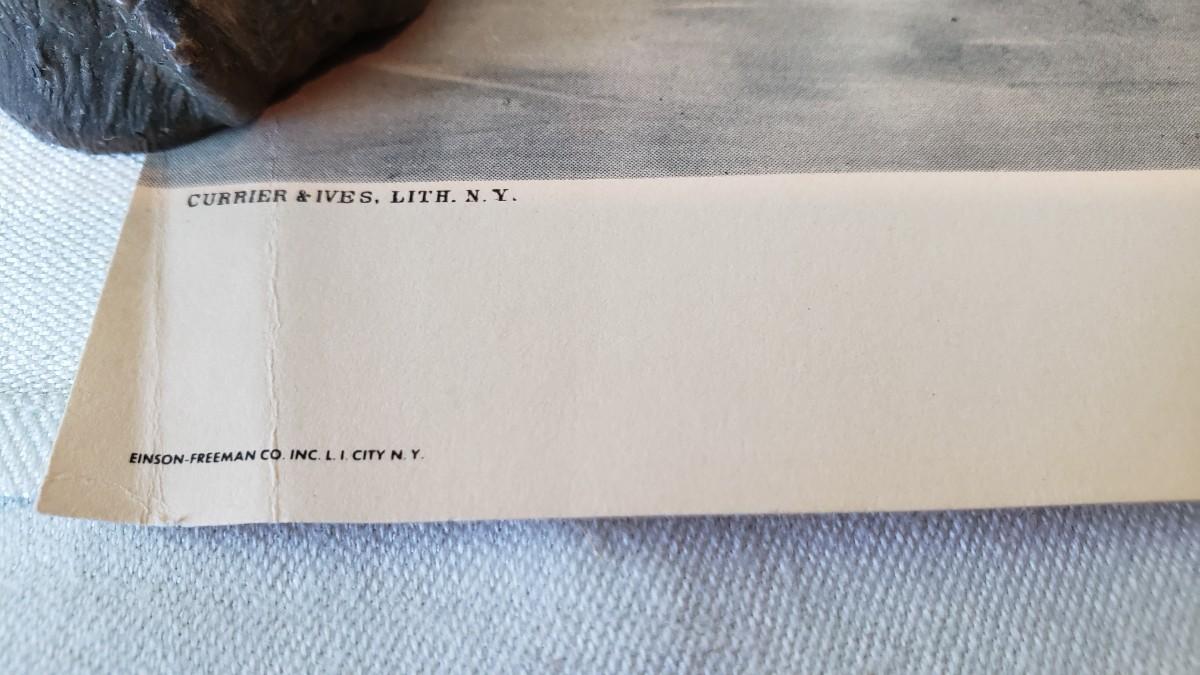 CURRIER & IVES, LITH. N. Y.
EINSON-FREEMAN CO. INC. L. I. CITY N. Y.